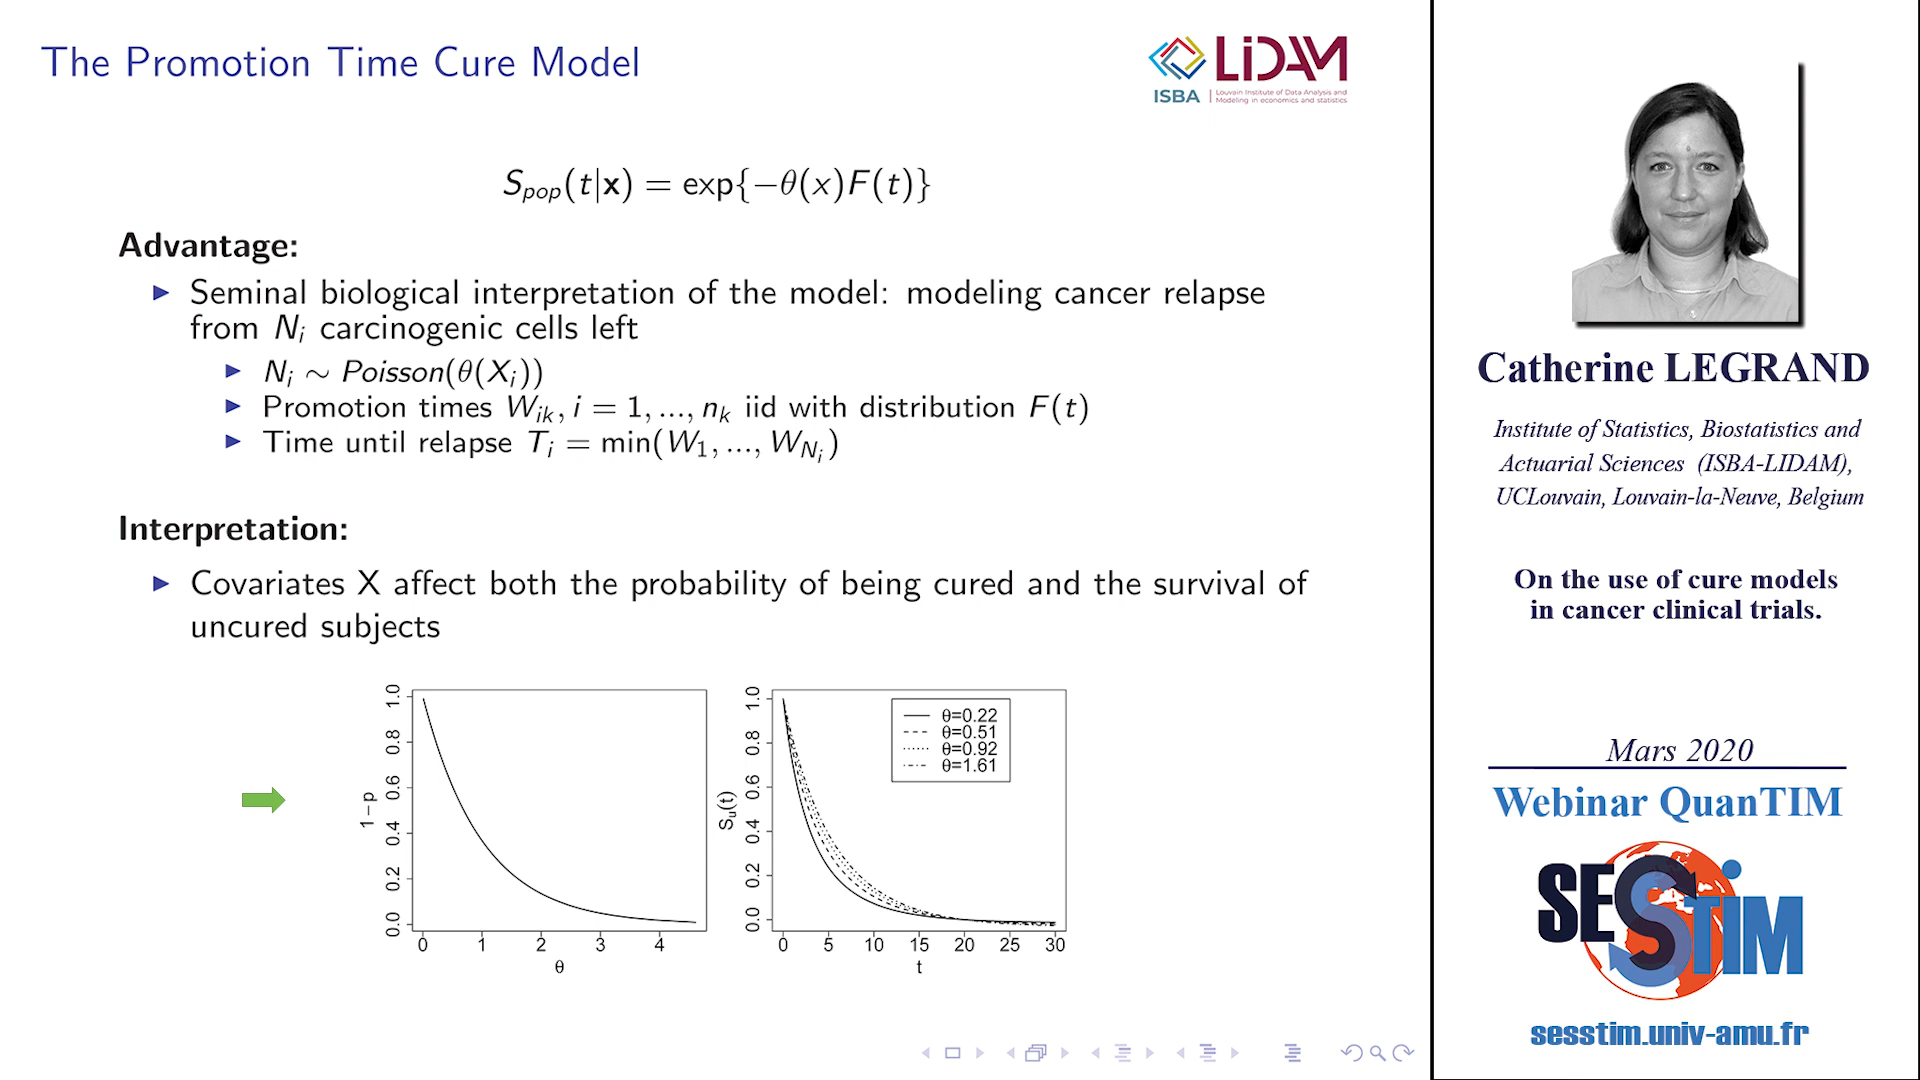 The Promotion Time Cure Model
LiDAM
ISBA
Louvain Institute of Data Analysis and
Modeling in economics and statistics
S_pop(t|x) = exp{−θ(x)F(t)}
Advantage:
Seminal biological interpretation of the model: modeling cancer relapse
from N_i carcinogenic cells left
N_i ∼ Poisson(θ(X_i))
Promotion times W_ik, i = 1, ..., n_k iid with distribution F(t)
Time until relapse T_i = min(W_1, ..., W_{N_i})
Interpretation:
Covariates X affect both the probability of being cured and the survival of
uncured subjects
1−p
0.0 0.2 0.4 0.6 0.8 1.0
0 1 2 3 4
θ
S_u(t)
0.0 0.2 0.4 0.6 0.8 1.0
θ=0.22
θ=0.51
θ=0.92
θ=1.61
0 5 10 15 20 25 30
t
Catherine LEGRAND
Institute of Statistics, Biostatistics and
Actuarial Sciences (ISBA-LIDAM),
UCLouvain, Louvain-la-Neuve, Belgium
On the use of cure models
in cancer clinical trials.
Mars 2020
Webinar QuanTIM
SESSTIM
sesstim.univ-amu.fr